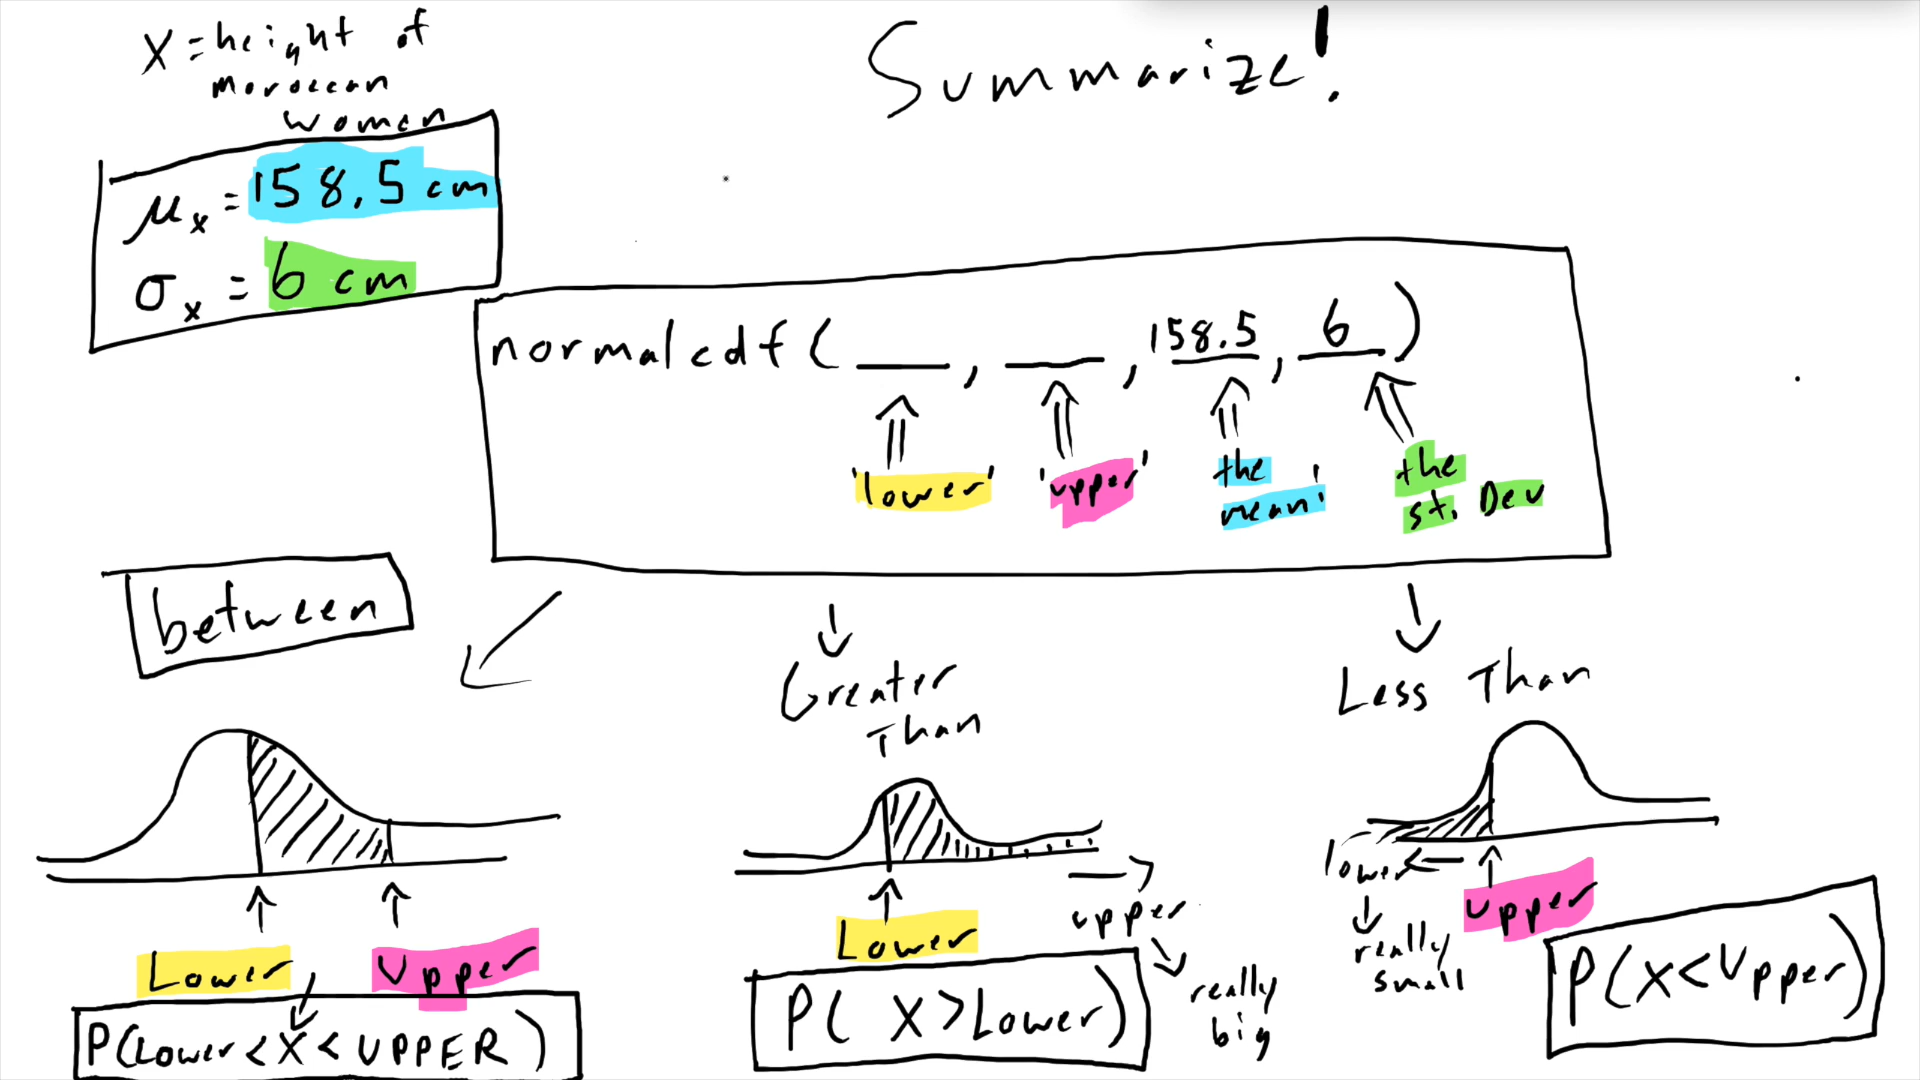 X = height of
moroccan
women
Summarize!
μx = 158.5 cm
σx = 6 cm
normalcdf( ___, ___, 158.5, 6 )
'lower' 'upper' 'the mean' the st. Dev
between
Greater
Than
Less Than
Lower Upper
P(Lower < X < UPPER)
Lower
upper
really
big
P( X > Lower)
lower
really
small
Upper
P(X < Upper)